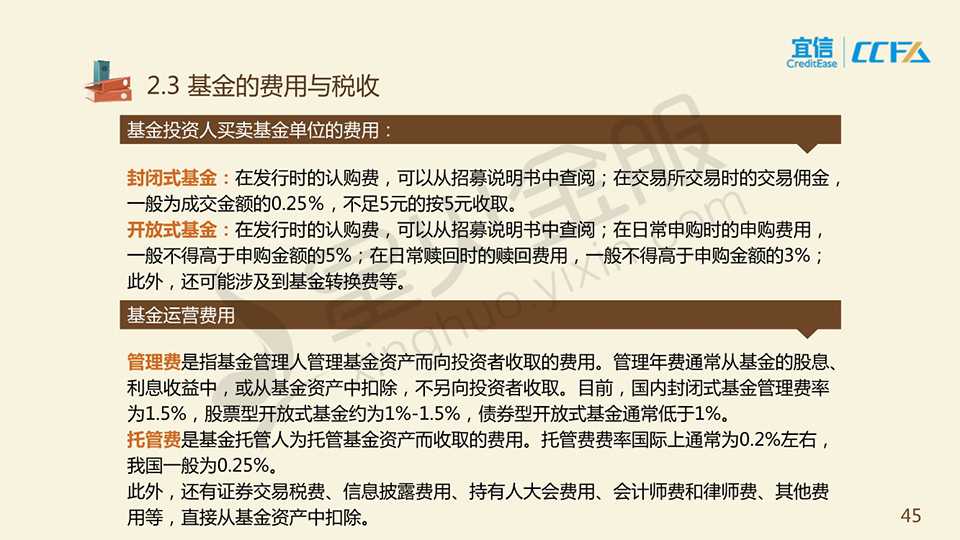 宜信
CreditEase
CCFA
2.3 基金的费用与税收
基金投资人买卖基金单位的费用：
封闭式基金：在发行时的认购费，可以从招募说明书中查阅；在交易所交易时的交易佣金，
一般为成交金额的0.25%，不足5元的按5元收取。
开放式基金：在发行时的认购费，可以从招募说明书中查阅；在日常申购时的申购费用，
一般不得高于申购金额的5%；在日常赎回时的赎回费用，一般不得高于申购金额的3%；
此外，还可能涉及到基金转换费等。
基金运营费用
管理费是指基金管理人管理基金资产而向投资者收取的费用。管理年费通常从基金的股息、
利息收益中，或从基金资产中扣除，不另向投资者收取。目前，国内封闭式基金管理费率
为1.5%，股票型开放式基金约为1%-1.5%，债券型开放式基金通常低于1%。
托管费是基金托管人为托管基金资产而收取的费用。托管费费率国际上通常为0.2%左右，
我国一般为0.25%。
此外，还有证券交易税费、信息披露费用、持有人大会费用、会计师费和律师费、其他费
用等，直接从基金资产中扣除。
星火金服
xinghuo.yixin.com
45